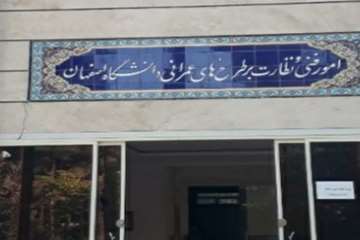 امور فنی و نظارت بر طرح های عمرانی دانشگاه اصفهان